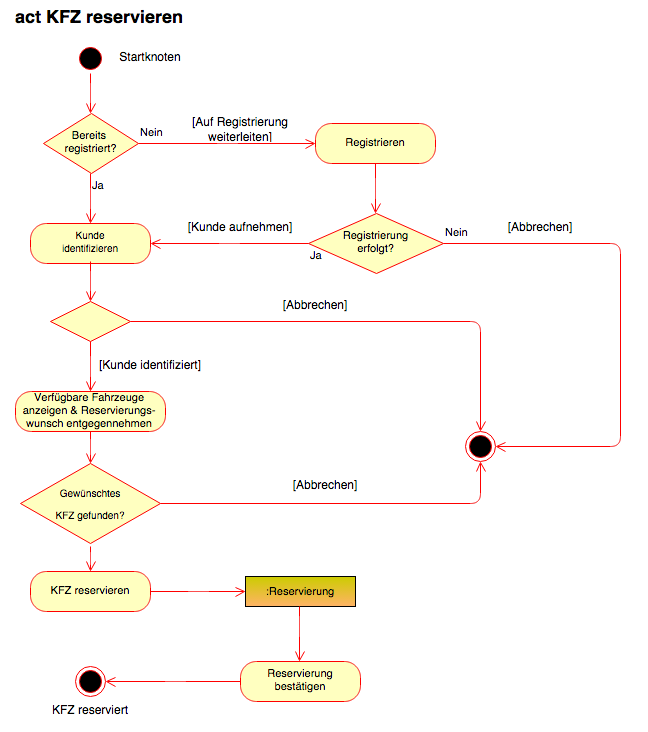 act KFZ reservieren
Startknoten
Bereits
registriert?
Nein
[Auf Registrierung
weiterleiten]
Registrieren
Ja
Kunde
identifizieren
[Kunde aufnehmen]
Ja
Registrierung
erfolgt?
Nein
[Abbrechen]
[Abbrechen]
[Kunde identifiziert]
Verfügbare Fahrzeuge
anzeigen & Reservierungs-
wunsch entgegennehmen
Gewünschtes
KFZ gefunden?
[Abbrechen]
KFZ reservieren
:Reservierung
Reservierung
bestätigen
KFZ reserviert